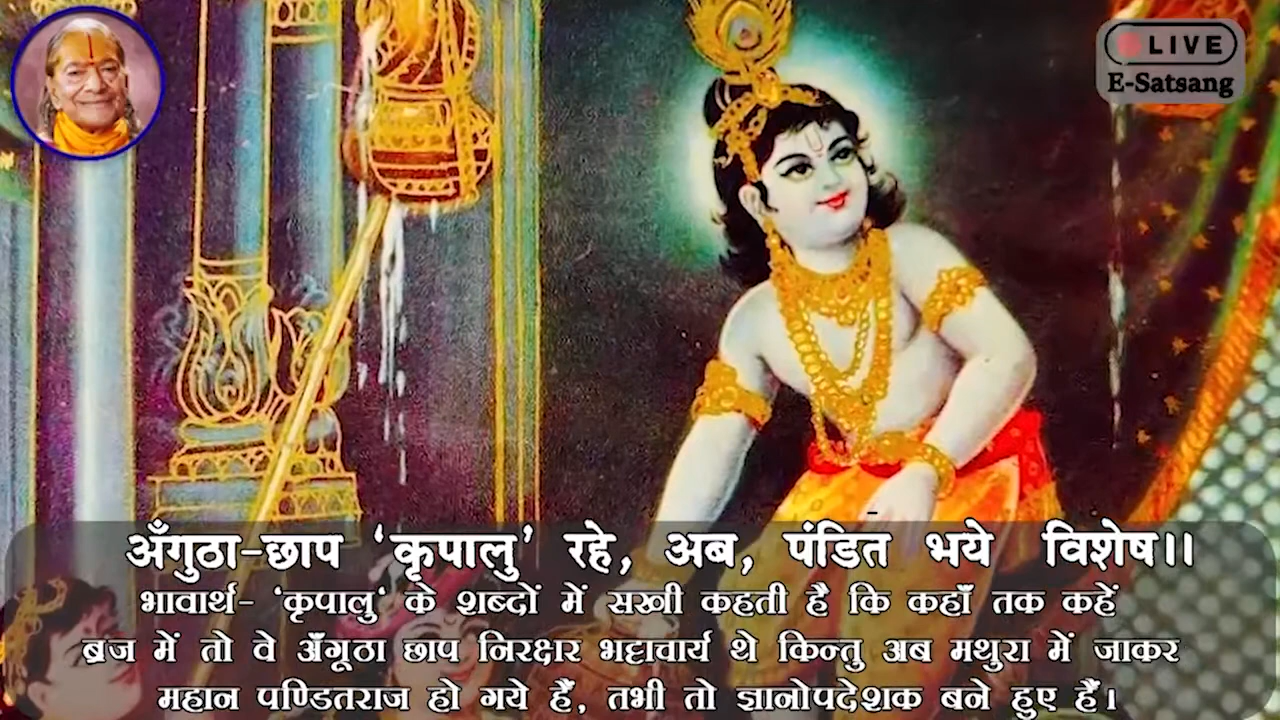 LIVE
E-Satsang
अँगुठा-छाप ‘कृपालु’ रहे, अब, पंडित भये विशेष।।
भावार्थ- ‘कृपालु‘ के शब्दों में सखी कहती हैं कि कहाँ तक कहें
ब्रज में तो वे अँगूठा छाप निरक्षर भट्टाचार्य थे किन्तु अब मथुरा में जाकर
महान पण्डितराज हो गये हैं, तभी तो ज्ञानोपदेशक बने हुए हैं।